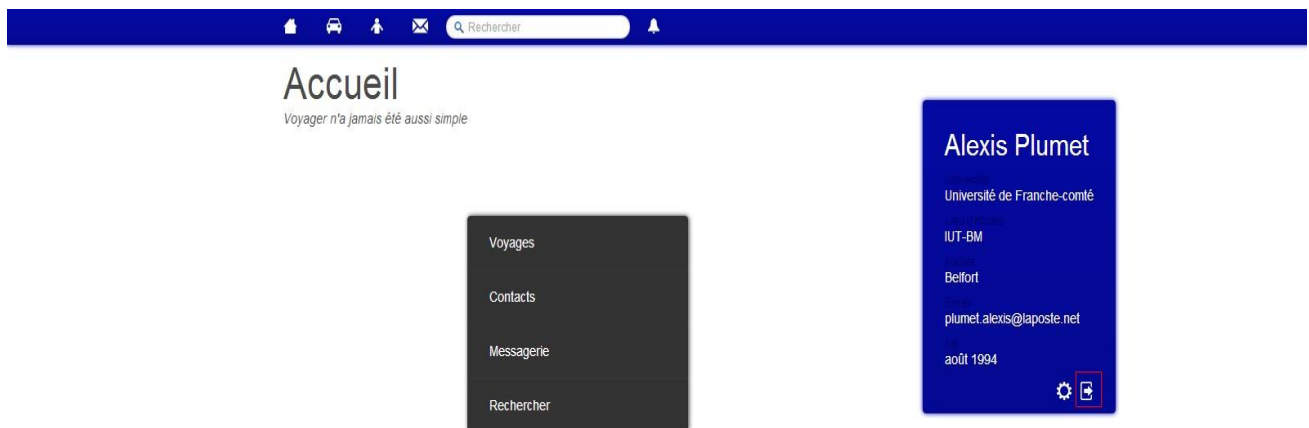 Rechercher
Accueil
Voyager n'a jamais été aussi simple
Voyages
Contacts
Messagerie
Rechercher
Alexis Plumet
Université de Franche-comté
IUT-BM
Belfort
Email
plumet.alexis@laposte.net
août 1994